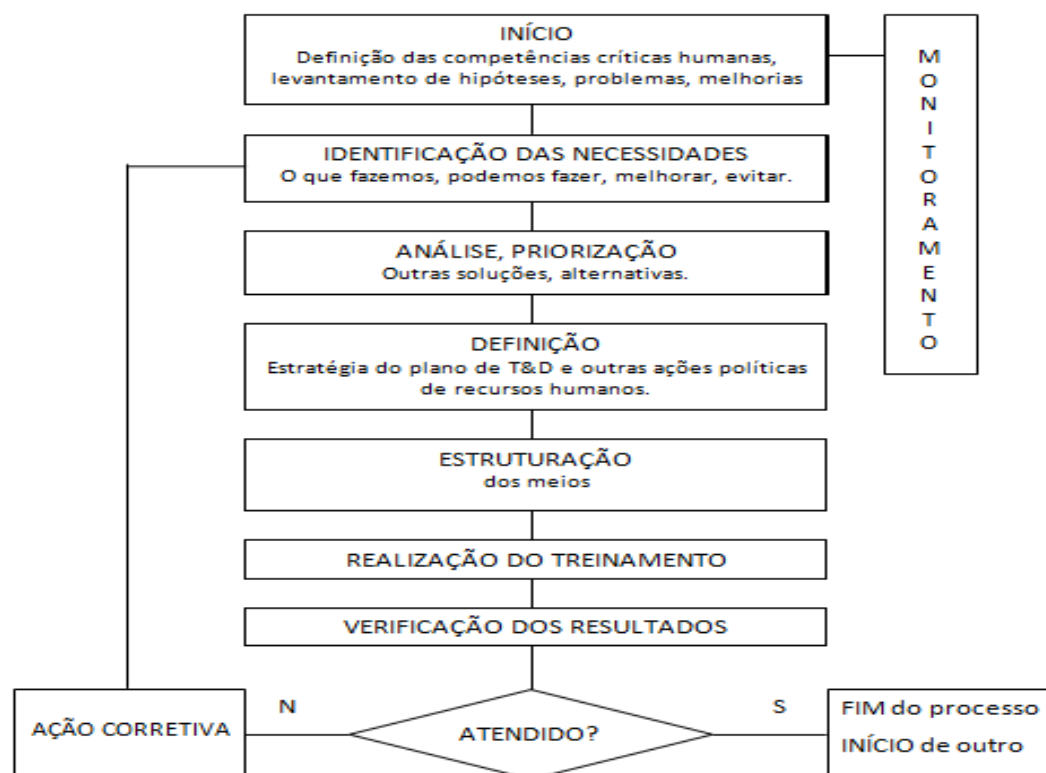 INÍCIO
Definição das competências críticas humanas,
levantamento de hipóteses, problemas, melhorias
MONITORAMENTO
IDENTIFICAÇÃO DAS NECESSIDADES
O que fazemos, podemos fazer, melhorar, evitar.
ANÁLISE, PRIORIZAÇÃO
Outras soluções, alternativas.
DEFINIÇÃO
Estratégia do plano de T&D e outras ações políticas
de recursos humanos.
ESTRUTURAÇÃO
dos meios
REALIZAÇÃO DO TREINAMENTO
VERIFICAÇÃO DOS RESULTADOS
AÇÃO CORRETIVA
N
ATENDIDO?
S
FIM do processo
INÍCIO de outro